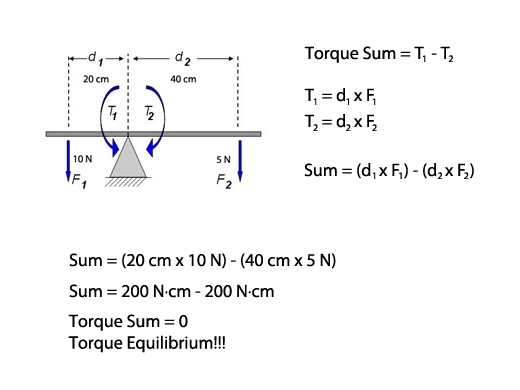 d₁ d₂
20 cm 40 cm
T₁ T₂
10 N 5 N
F₁ F₂
Torque Sum = T₁ - T₂
T₁ = d₁ x F₁
T₂ = d₂ x F₂
Sum = (d₁ x F₁) - (d₂ x F₂)
Sum = (20 cm x 10 N) - (40 cm x 5 N)
Sum = 200 N·cm - 200 N·cm
Torque Sum = 0
Torque Equilibrium!!!